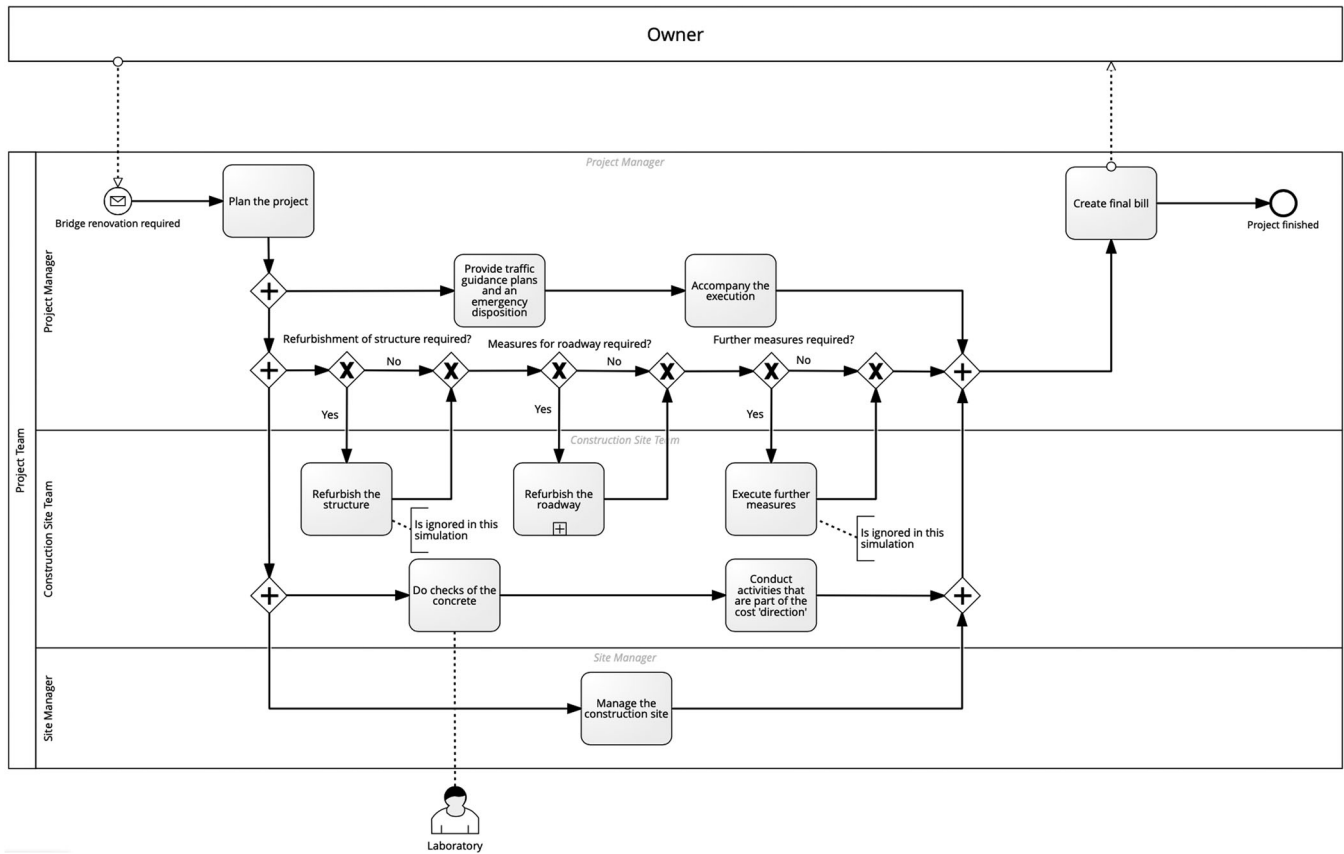 Owner
Project Manager
Bridge renovation required
Plan the project
Create final bill
Project finished
Provide traffic
guidance plans
and an
emergency
disposition
Accompany the
execution
Project Manager
Refurbishment of structure required?
No
Yes
Measures for roadway required?
No
Yes
Further measures required?
No
Yes
Project Team
Construction Site Team
Construction Site Team
Refurbish the
structure
Is ignored in this
simulation
Refurbish the
roadway
Execute further
measures
Is ignored in this
simulation
Do checks of the
concrete
Conduct
activities that
are part of the
cost 'direction'
Site Manager
Site Manager
Manage the
construction site
Laboratory